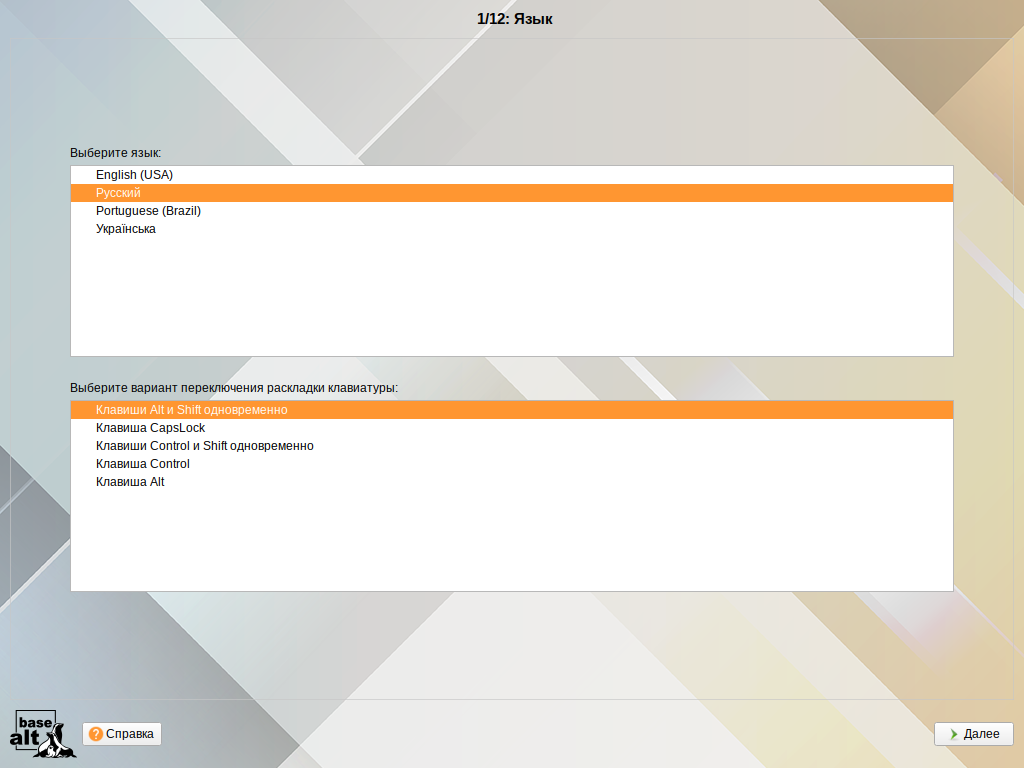 1/12: Язык
Выберите язык:
English (USA)
Русский
Portuguese (Brazil)
Українська
Выберите вариант переключения раскладки клавиатуры:
Клавиши Alt и Shift одновременно
Клавиша CapsLock
Клавиши Control и Shift одновременно
Клавиша Control
Клавиша Alt
base
alt
Справка
Далее